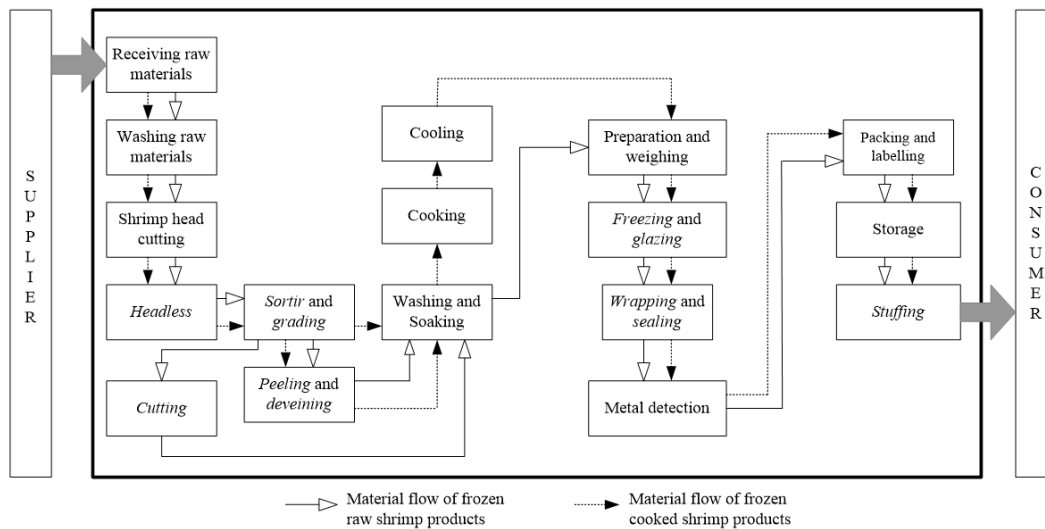 SUPPLIER
Receiving raw
materials
Washing raw
materials
Shrimp head
cutting
Headless
Sortir and
grading
Cutting
Peeling and
deveining
Cooling
Cooking
Washing and
Soaking
Preparation and
weighing
Freezing and
glazing
Wrapping and
sealing
Metal detection
Packing and
labelling
Storage
Stuffing
CONSUMER
Material flow of frozen
raw shrimp products
Material flow of frozen
cooked shrimp products